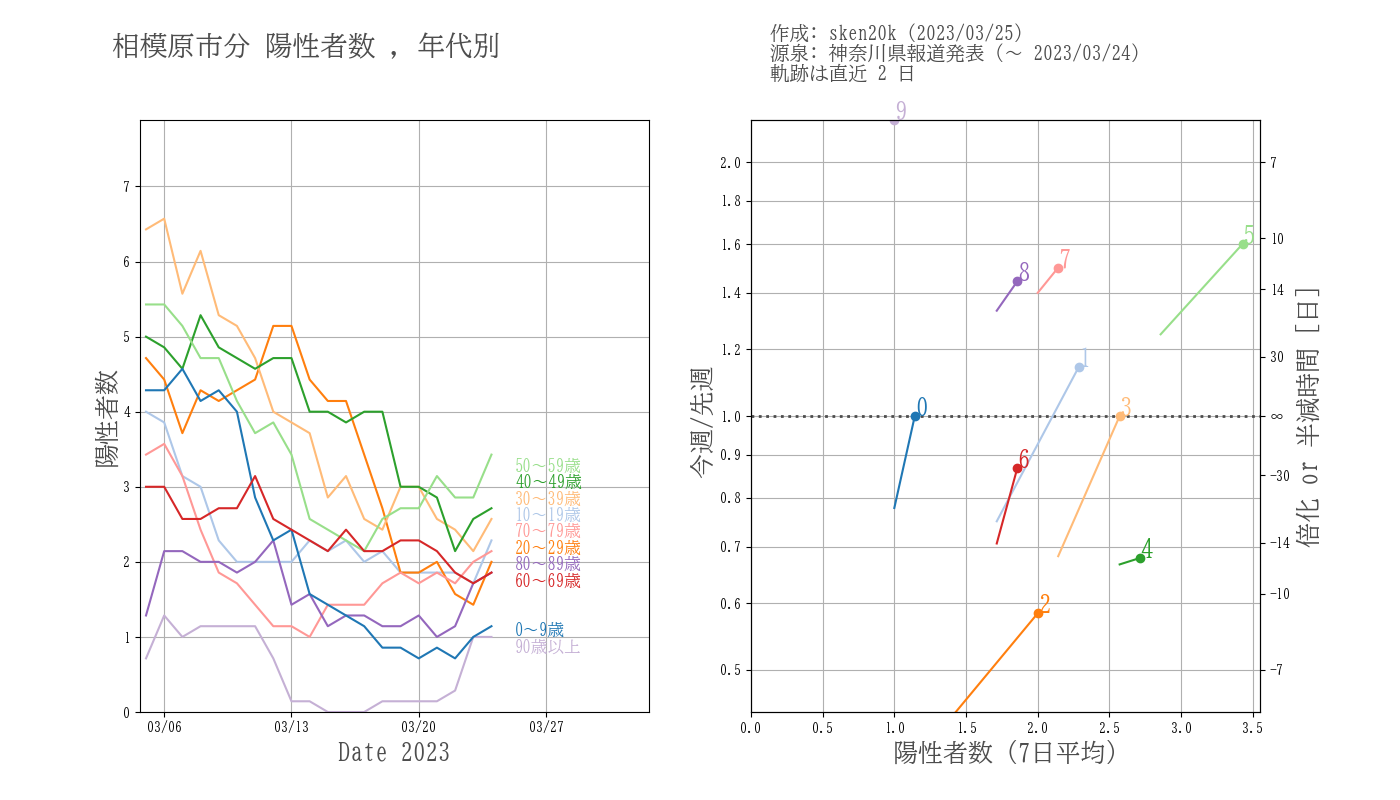 相模原市分 陽性者数 , 年代別
作成: sken20k (2023/03/25)
源泉: 神奈川県報道発表 (～ 2023/03/24)
軌跡は直近 2 日
陽性者数
7
6
5
4
3
2
1
0
03/06 03/13 03/20 03/27
Date 2023
50～59歳
40～49歳
30～39歳
10～19歳
70～79歳
20～29歳
80～89歳
60～69歳
0～9歳
90歳以上
今週/先週
2.0
1.8
1.6
1.4
1.2
1.0
0.9
0.8
0.7
0.6
0.5
9
5
7
8
1
0
3
6
4
2
0.0 0.5 1.0 1.5 2.0 2.5 3.0 3.5
陽性者数 (7日平均)
7
10
14
30
∞
-30
-14
-10
-7
倍化 or 半減時間 [日]